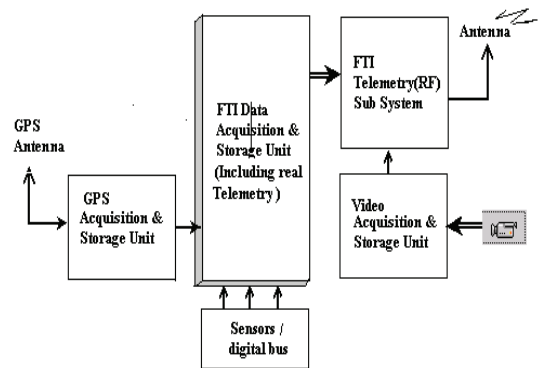 GPS
Antenna
GPS
Acquisition &
Storage Unit
FTI Data
Acquisition &
Storage Unit
(Including real
Telemetry)
Sensors /
digital bus
FTI
Telemetry(RF)
Sub System
Antenna
Video
Acquisition &
Storage Unit